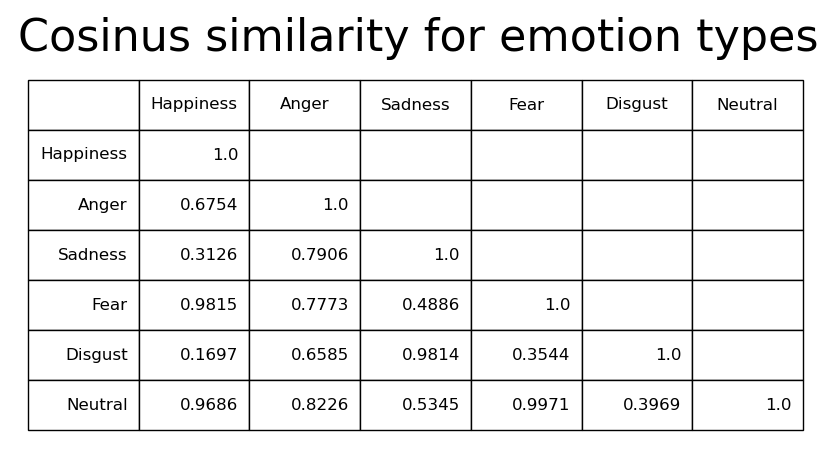 Cosinus similarity for emotion types
Happiness Anger Sadness Fear Disgust Neutral
Happiness 1.0
Anger 0.6754 1.0
Sadness 0.3126 0.7906 1.0
Fear 0.9815 0.7773 0.4886 1.0
Disgust 0.1697 0.6585 0.9814 0.3544 1.0
Neutral 0.9686 0.8226 0.5345 0.9971 0.3969 1.0